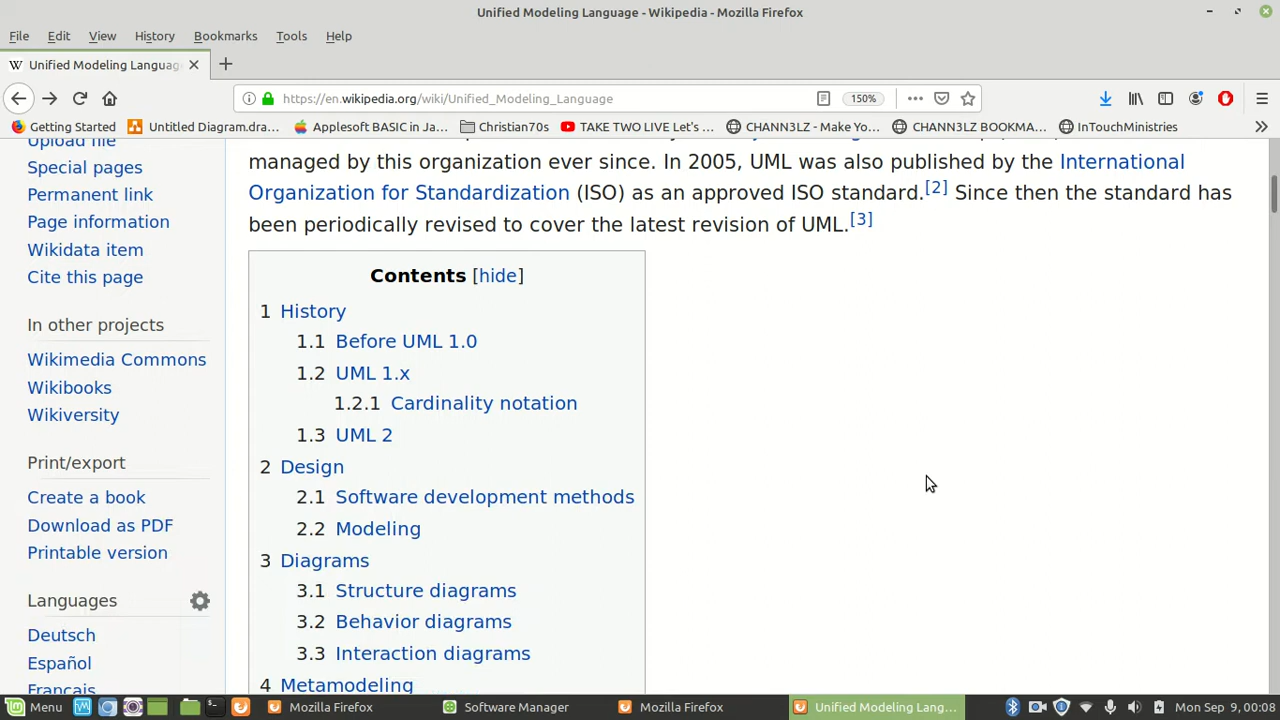 Unified Modeling Language - Wikipedia - Mozilla Firefox
File Edit View History Bookmarks Tools Help
Unified Modeling Language
https://en.wikipedia.org/wiki/Unified_Modeling_Language 150%
Getting Started Untitled Diagram.dra... Applesoft BASIC in Ja... Christian70s TAKE TWO LIVE Let's ... CHANN3LZ - Make Yo... CHANN3LZ BOOKMA... InTouchMinistries
Upload file
Special pages
Permanent link
Page information
Wikidata item
Cite this page
In other projects
Wikimedia Commons
Wikibooks
Wikiversity
Print/export
Create a book
Download as PDF
Printable version
Languages
Deutsch
Español
Français
managed by this organization ever since. In 2005, UML was also published by the International
Organization for Standardization (ISO) as an approved ISO standard.[2] Since then the standard has
been periodically revised to cover the latest revision of UML.[3]
Contents [hide]
1 History
1.1 Before UML 1.0
1.2 UML 1.x
1.2.1 Cardinality notation
1.3 UML 2
2 Design
2.1 Software development methods
2.2 Modeling
3 Diagrams
3.1 Structure diagrams
3.2 Behavior diagrams
3.3 Interaction diagrams
4 Metamodeling
Menu Mozilla Firefox Software Manager Mozilla Firefox Unified Modeling Lang... Mon Sep 9, 00:08